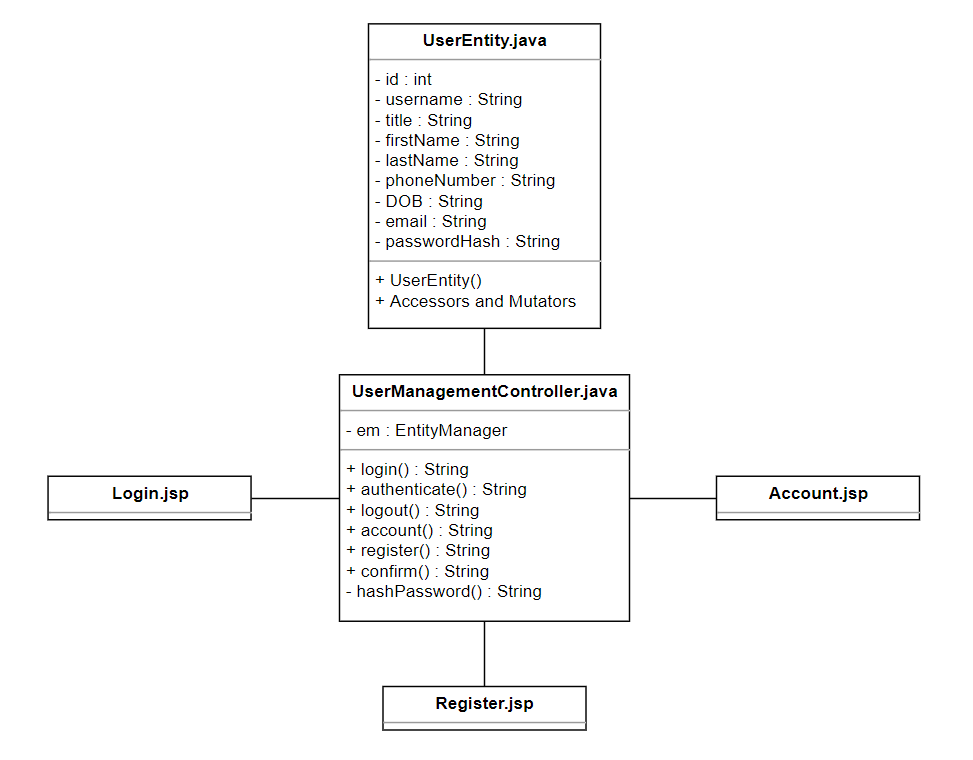 UserEntity.java
- id : int
- username : String
- title : String
- firstName : String
- lastName : String
- phoneNumber : String
- DOB : String
- email : String
- passwordHash : String
+ UserEntity()
+ Accessors and Mutators
UserManagementController.java
- em : EntityManager
+ login() : String
+ authenticate() : String
+ logout() : String
+ account() : String
+ register() : String
+ confirm() : String
- hashPassword() : String
Login.jsp
Account.jsp
Register.jsp